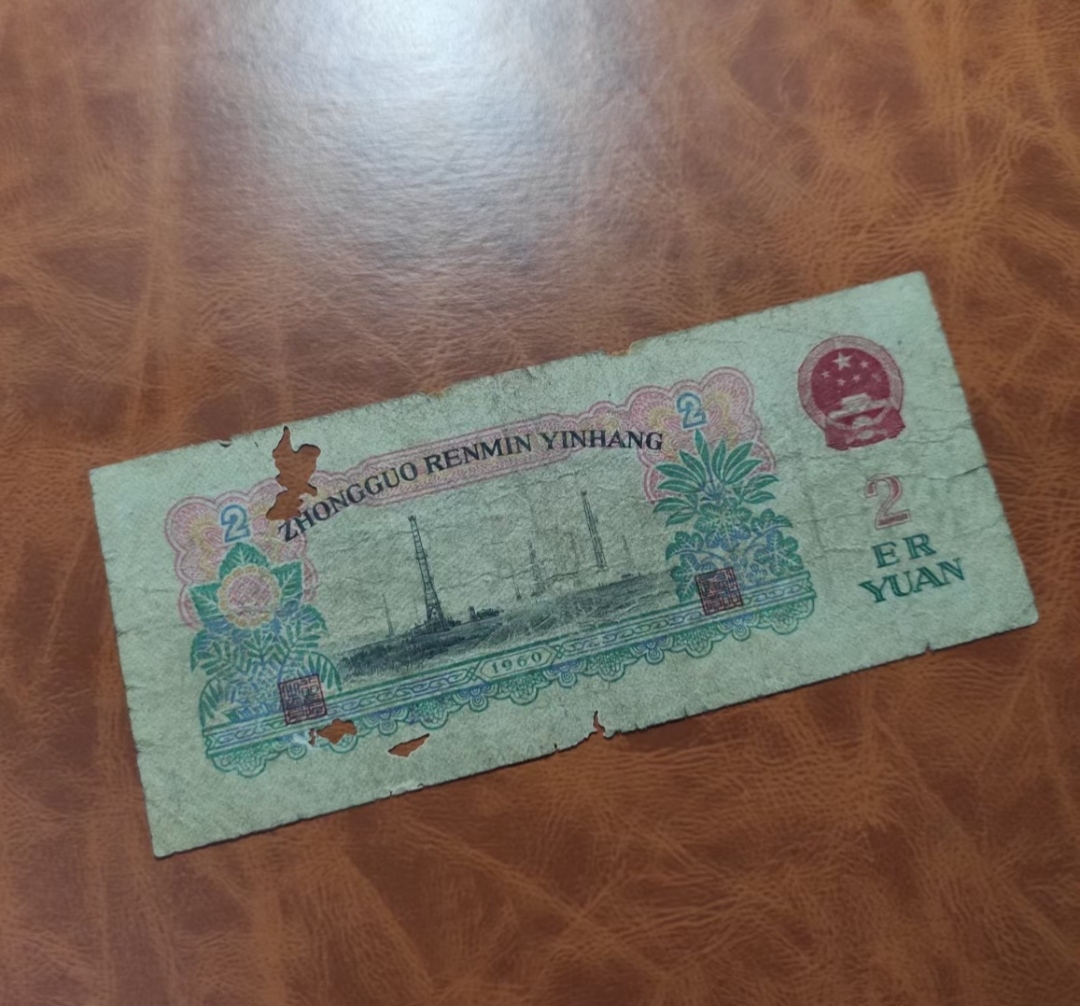 ZHONGGUO RENMIN YINHANG
2
2
1960
2
ER
YUAN